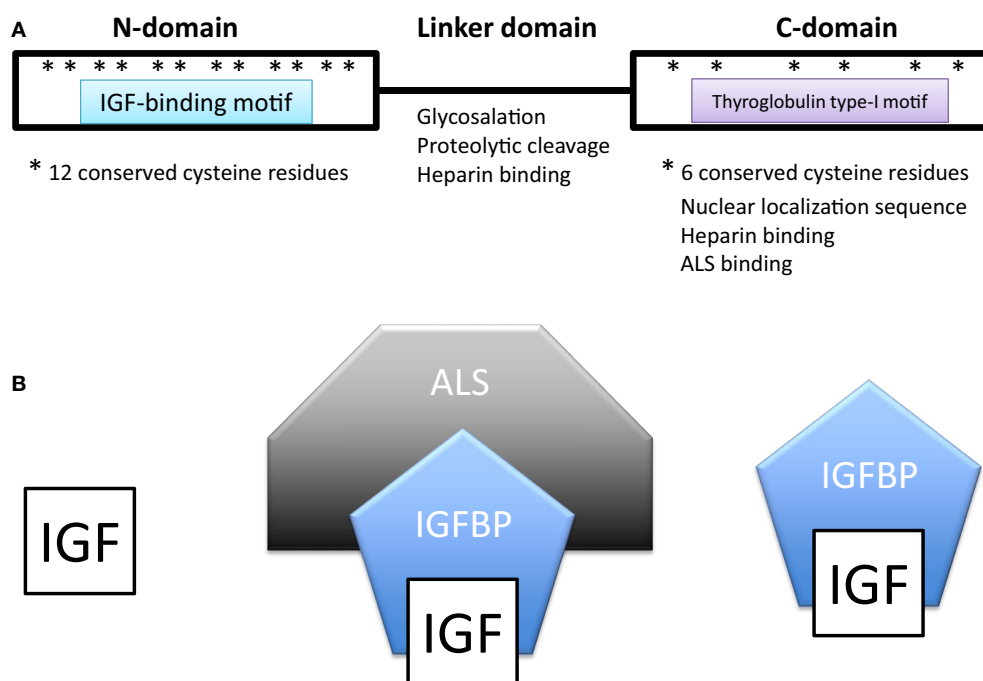 A
N-domain
Linker domain
C-domain
* * * * * * * * * * * *
* * * * * *
IGF-binding motif
Thyroglobulin type-I motif
* 12 conserved cysteine residues
Glycosalation
Proteolytic cleavage
Heparin binding
* 6 conserved cysteine residues
Nuclear localization sequence
Heparin binding
ALS binding
B
IGF
ALS
IGFBP
IGF
IGFBP
IGF